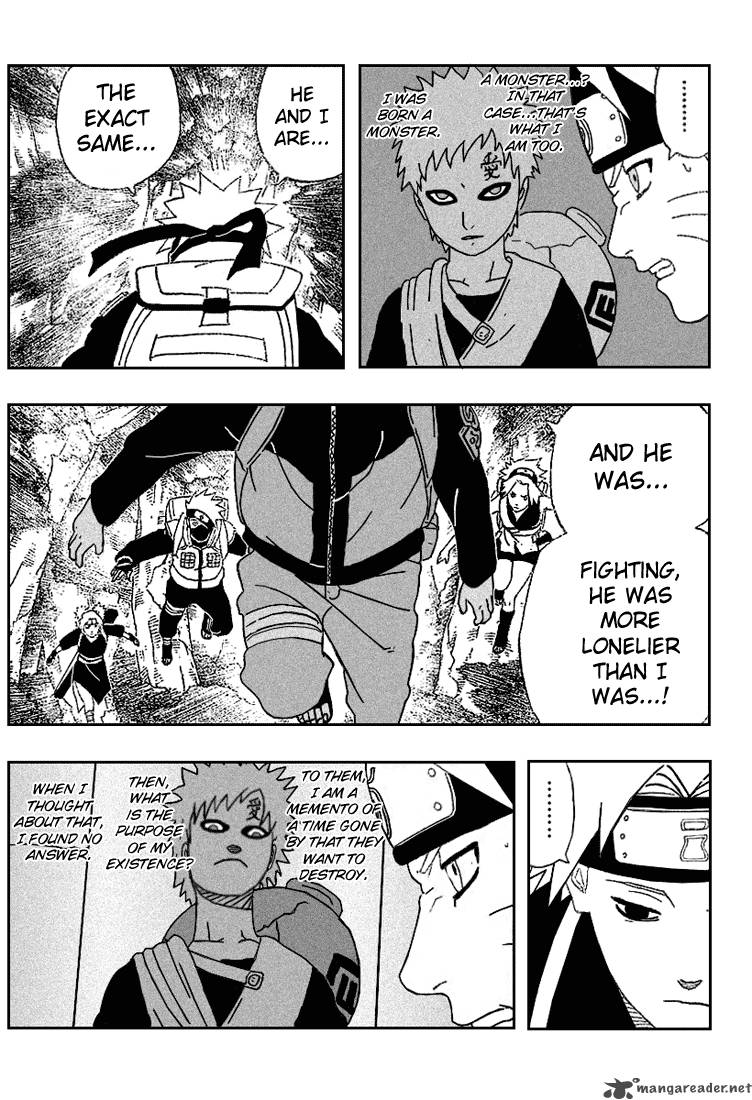 .........
A MONSTER...?
IN THAT
CASE...THAT'S
WHAT I
AM TOO.
I WAS
BORN A
MONSTER.
愛
HE
AND I
ARE...
THE
EXACT
SAME...
AND HE
WAS...
FIGHTING,
HE WAS
MORE
LONELIER
THAN I
WAS...!
.........
TO THEM,
I AM A
MEMENTO OF
A TIME GONE
BY THAT THEY
WANT TO
DESTROY.
THEN,
WHAT
IS THE
PURPOSE
OF MY
EXISTENCE?
愛
WHEN I
THOUGHT
ABOUT THAT,
I FOUND NO
ANSWER.
mangareader.net